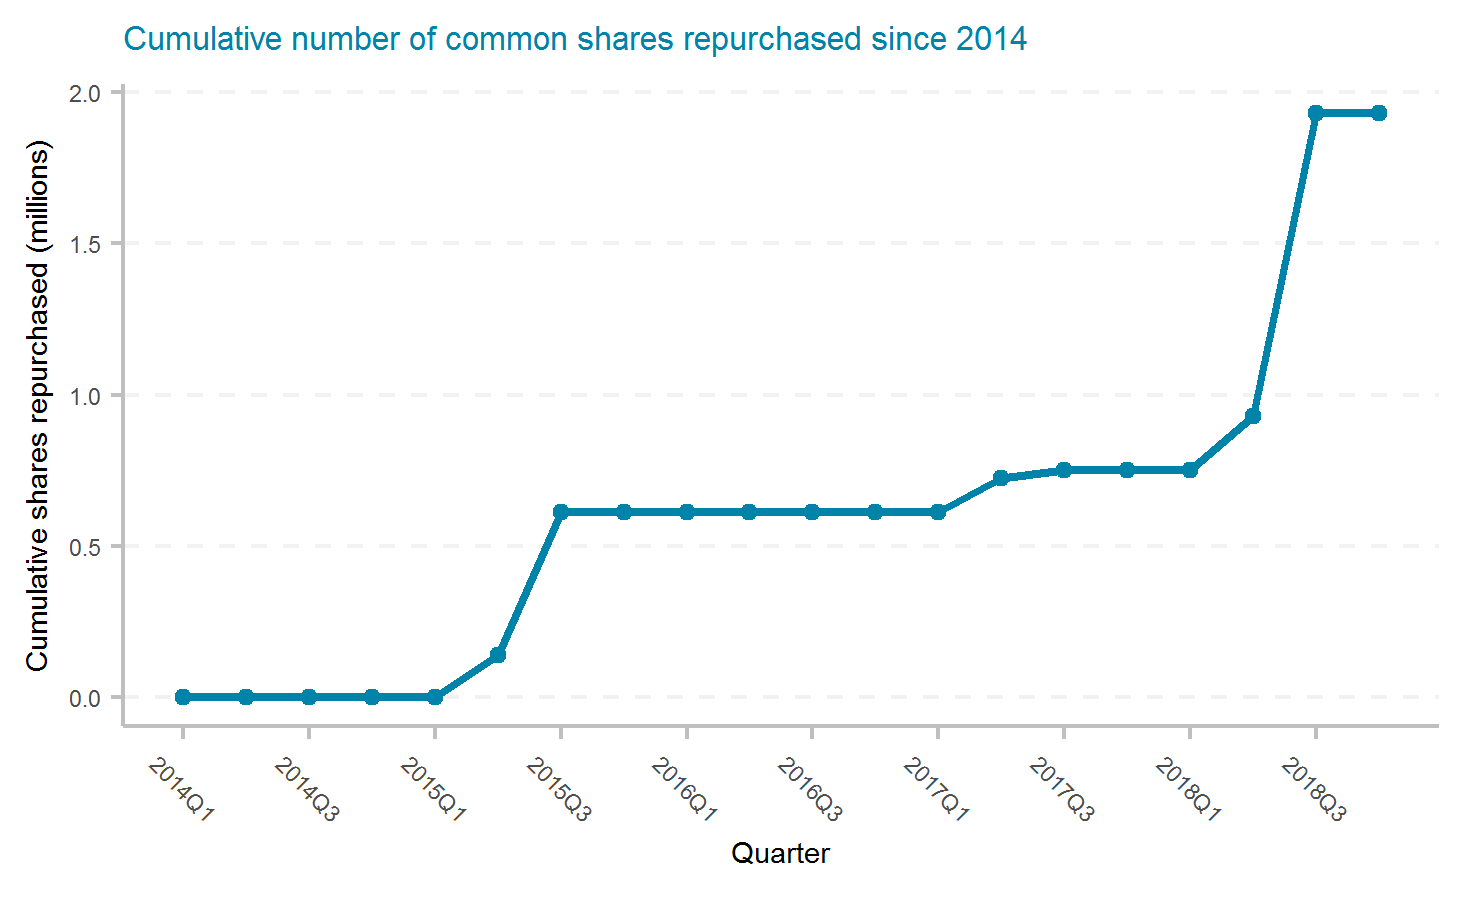 Cumulative number of common shares repurchased since 2014
Cumulative shares repurchased (millions)
2.0
1.5
1.0
0.5
0.0
2014Q1
2014Q3
2015Q1
2015Q3
2016Q1
2016Q3
2017Q1
2017Q3
2018Q1
2018Q3
Quarter